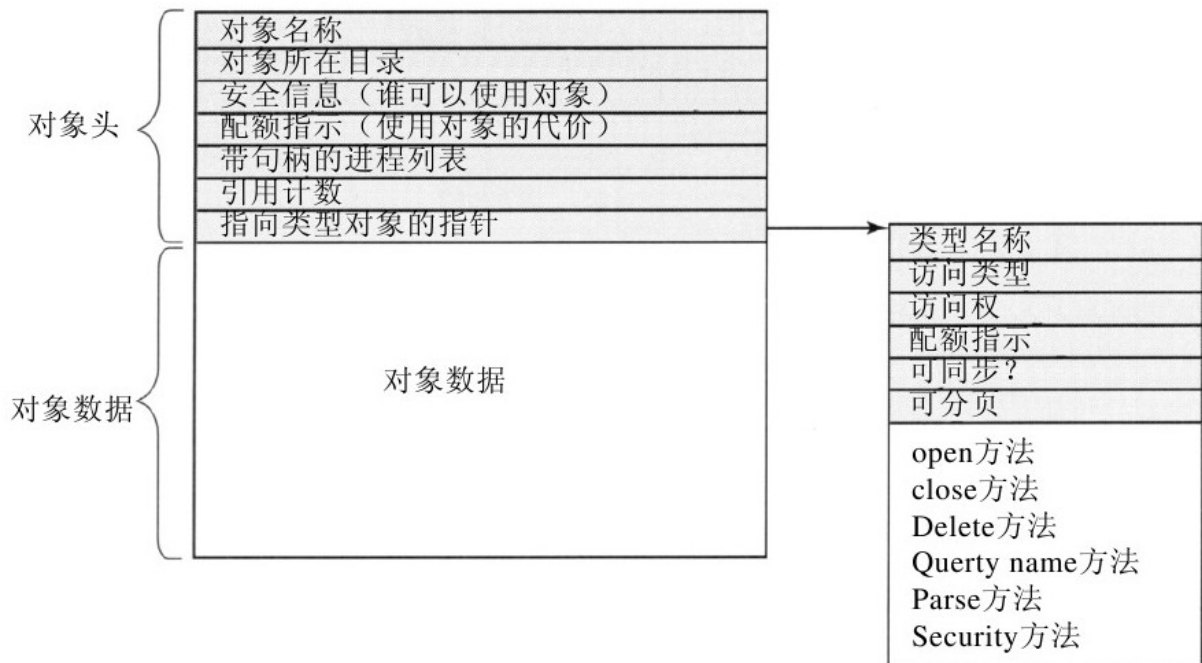 对象头
对象名称
对象所在目录
安全信息（谁可以使用对象）
配额指示（使用对象的代价）
带句柄的进程列表
引用计数
指向类型对象的指针
对象数据
对象数据
类型名称
访问类型
访问权
配额指示
可同步？
可分页
open方法
close方法
Delete方法
Querty name方法
Parse方法
Security方法